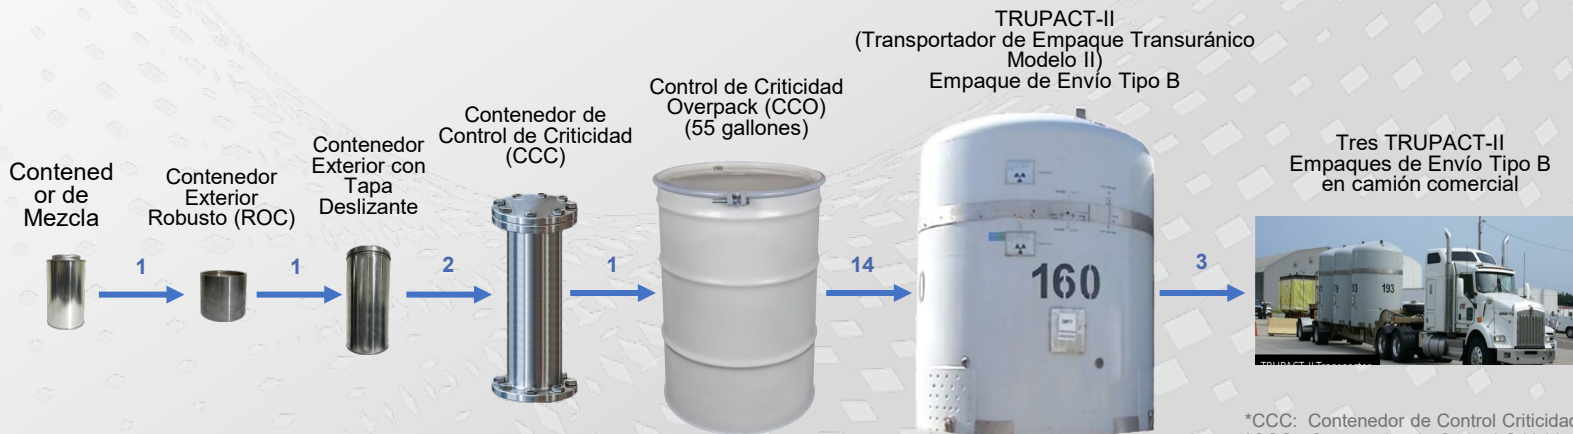 Contened
or de
Mezcla
1
Contenedor
Exterior
Robusto (ROC)
1
Contenedor
Exterior con
Tapa
Deslizante
2
Contenedor de
Control de Criticidad
(CCC)
1
Control de Criticidad
Overpack (CCO)
(55 gallones)
14
TRUPACT-II
(Transportador de Empaque Transuránico
Modelo II)
Empaque de Envío Tipo B
160
3
Tres TRUPACT-II
Empaques de Envío Tipo B
en camión comercial
193
*CCC: Contenedor de Control Criticidad